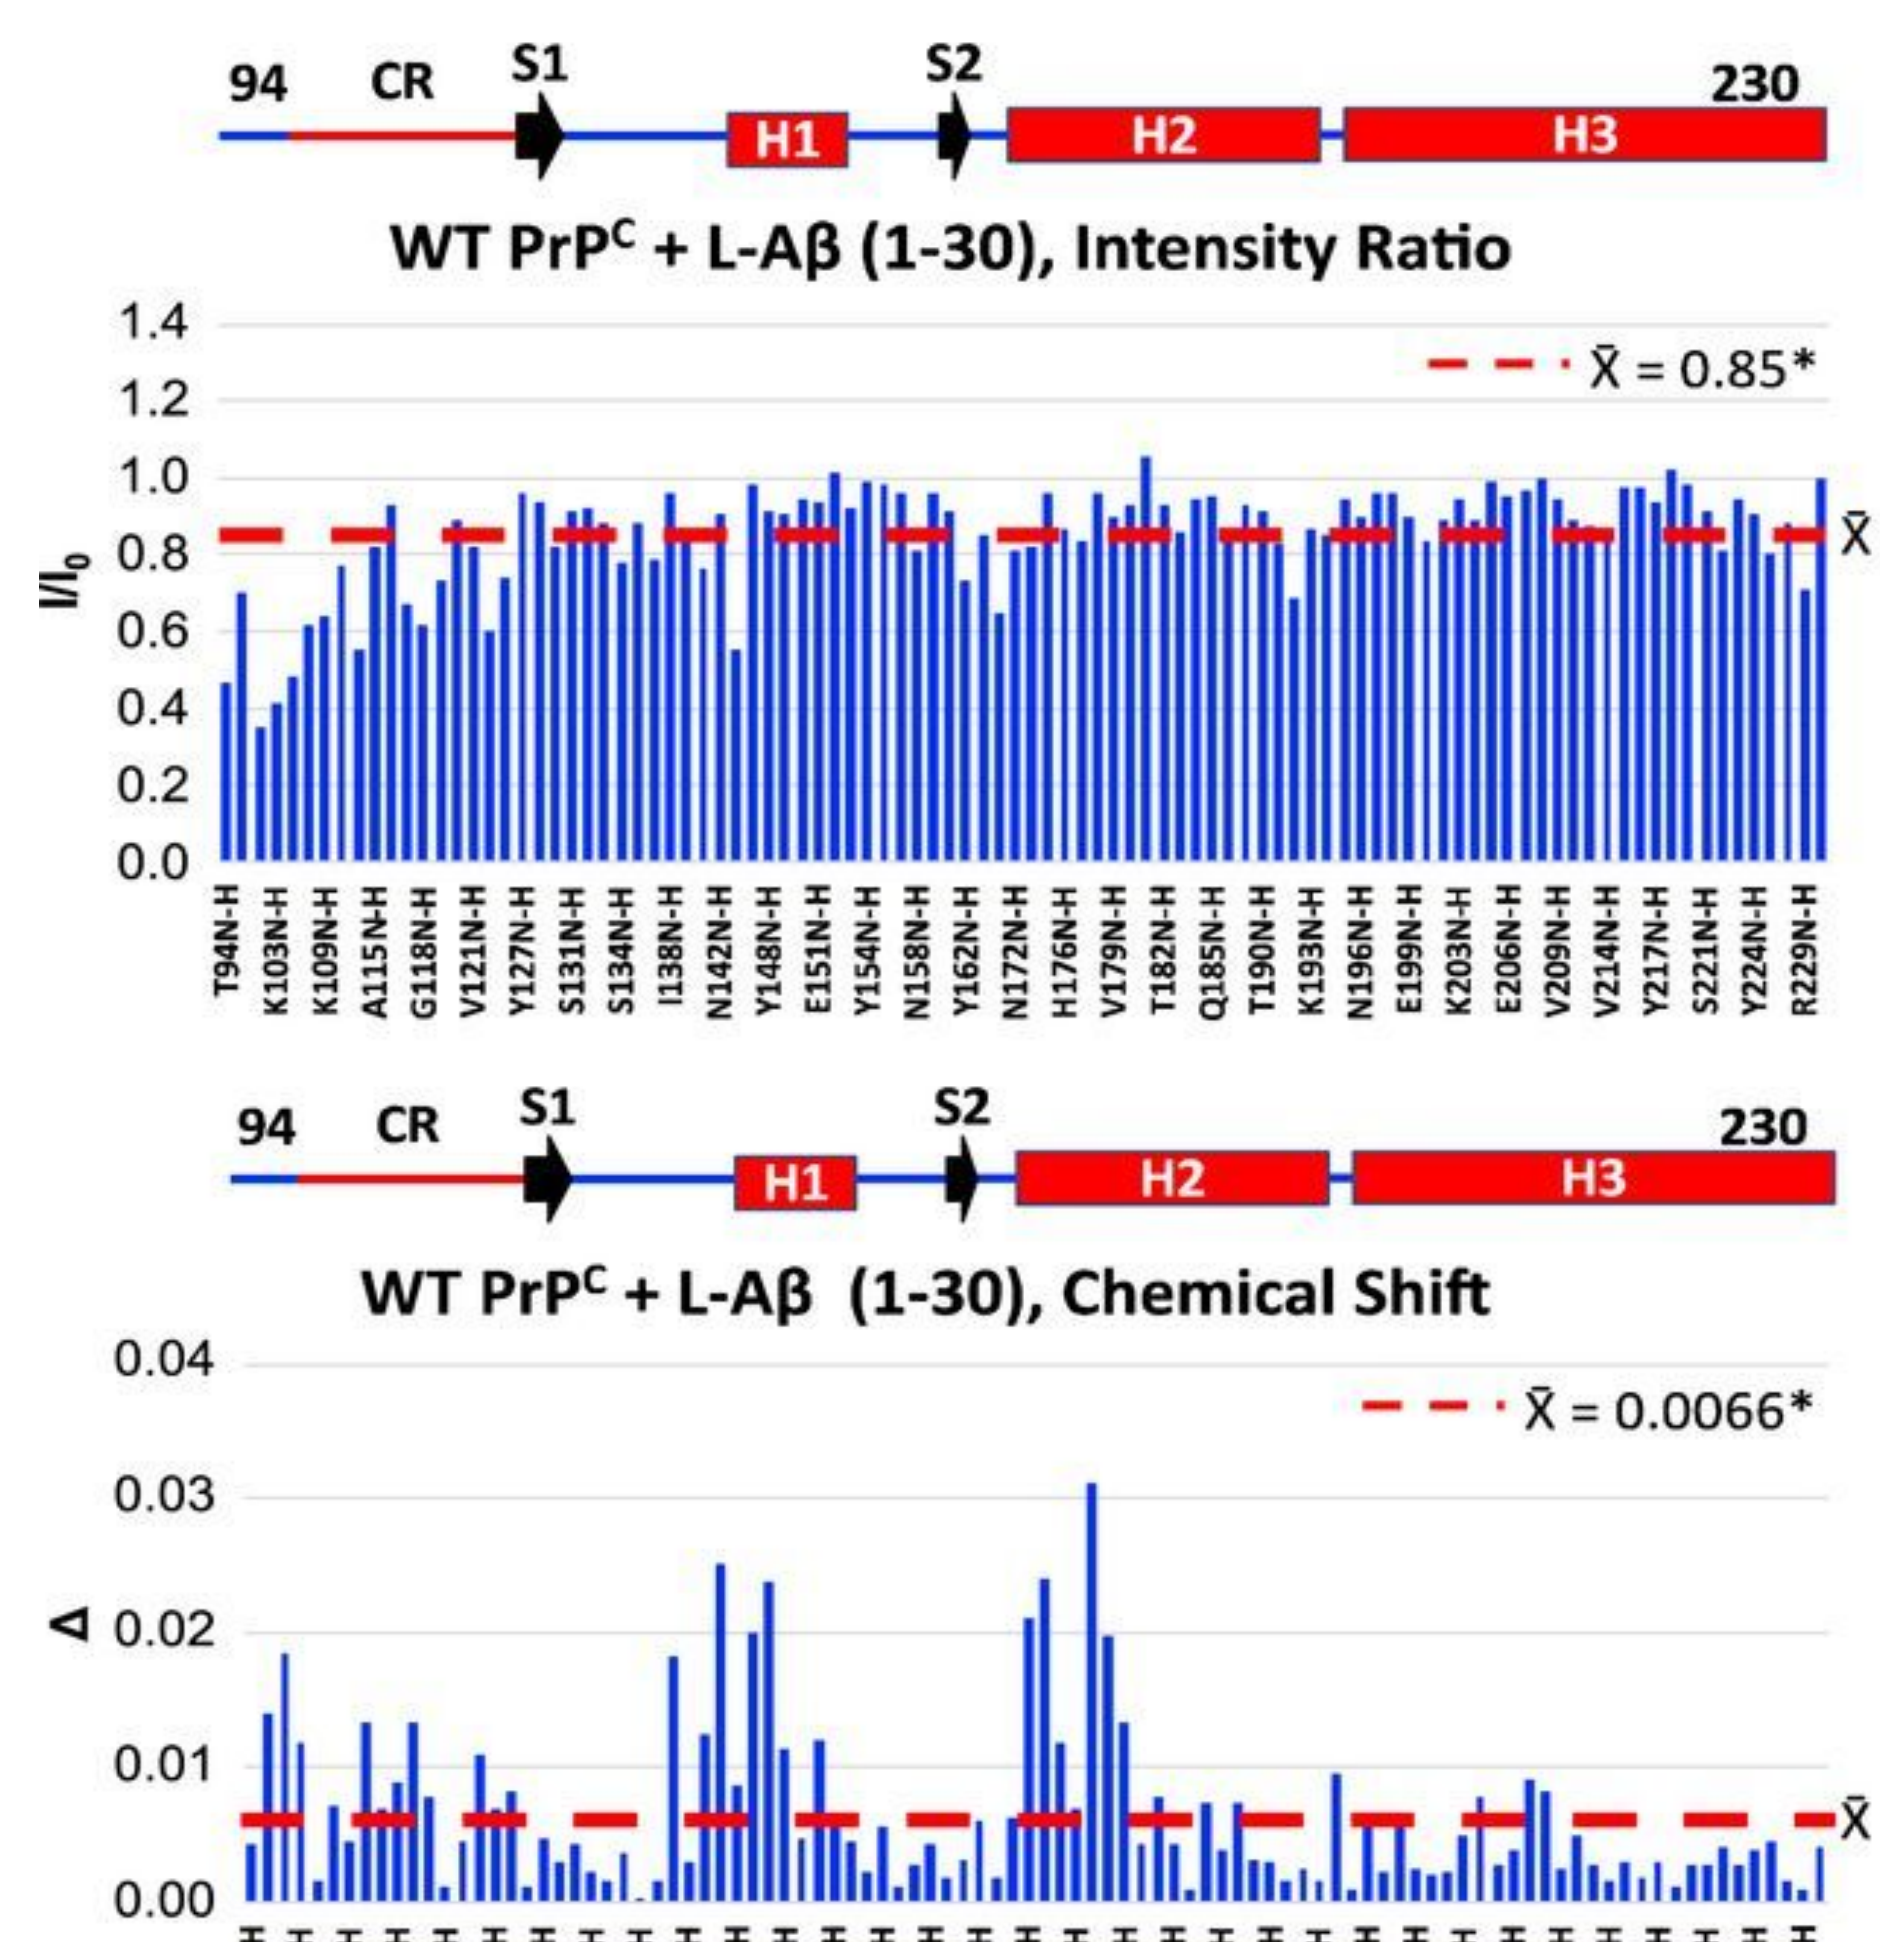 S1 S2
94 CR 230
H1 H2 H3
WT PrPᶜ + L-Aβ (1-30), Intensity Ratio
1.4
X̄ = 0.85*
1.2
1.0
0.8
X̄
I/I₀
0.6
0.4
0.2
0.0
T94N-H K103N-H K109N-H A115N-H G118N-H V121N-H Y127N-H S131N-H S134N-H I138N-H N142N-H Y148N-H E151N-H Y154N-H N158N-H Y162N-H N172N-H H176N-H V179N-H T182N-H Q185N-H T190N-H K193N-H N196N-H E199N-H K203N-H E206N-H V209N-H V214N-H Y217N-H S221N-H Y224N-H R229N-H
S1 S2
94 CR 230
H1 H2 H3
WT PrPᶜ + L-Aβ (1-30), Chemical Shift
0.04
X̄ = 0.0066*
0.03
Δ
0.02
0.01
X̄
0.00